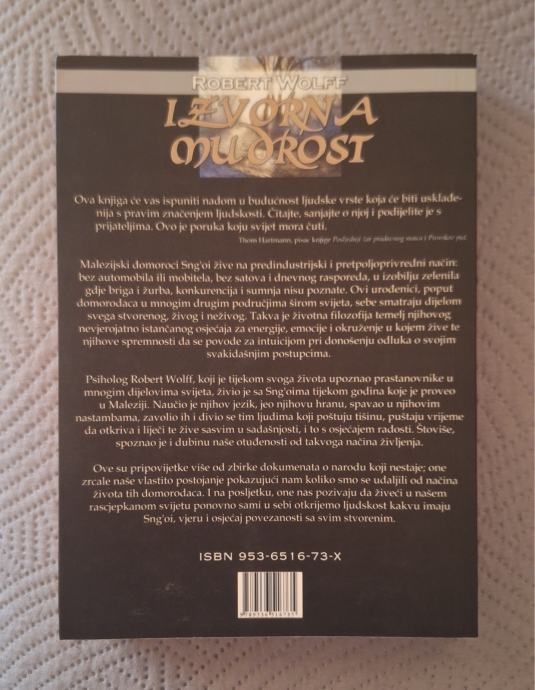 ROBERT WOLFF
IZVORNA
MUDROST
Ova knjiga će vas ispuniti nadom u budućnost ljudske vrste koja će biti usklađe-
nija s pravim značenjem ljudskosti. Čitajte, sanjajte o njoj i podijelite je s
prijateljima. Ovo je poruka koju svijet mora čuti.
Thom Hartmann, pisac knjige Posljednji sat pradavnog sunca i Prorokov put
Malezijski domoroci Sng'oi žive na predindustrijski i pretpoljoprivredni način:
bez automobila ili mobitela, bez satova i dnevnog rasporeda, u izobilju zelenila
gdje briga i žurba, konkurencija i sumnja nisu poznate. Ovi urođenici, poput
domorodaca u mnogim drugim područjima širom svijeta, sebe smatraju dijelom
svega stvorenog, živog i neživog. Takva je životna filozofija temelj njihovog
nevjerojatno istančanog osjećaja za energije, emocije i okruženje u kojem žive te
njihove spremnosti da se povode za intuicijom pri donošenju odluka o svojim
svakidašnjim postupcima.
Psiholog Robert Wolff, koji je tijekom svoga života upoznao prastanovnike u
mnogim dijelovima svijeta, živio je sa Sng'oima tijekom godina koje je proveo
u Maleziji. Naučio je njihov jezik, jeo njihovu hranu, spavao u njihovim
nastambama, zavolio ih i divio se tim ljudima koji poštuju tišinu, puštaju vrijeme
da otkriva i liječi te žive sasvim u sadašnjosti, i to s osjećajem radosti. Štoviše,
spoznao je i dubinu naše otuđenosti od takvoga načina življenja.
Ove su pripovijetke više od zbirke dokumenata o narodu koji nestaje; one
zrcale naše vlastito postojanje pokazujući nam koliko smo se udaljili od načina
života tih domorodaca. I na posljetku, one nas pozivaju da živeći u našem
rascjepkanom svijetu ponovno sami u sebi otkrijemo ljudskost kakvu imaju
Sng'oi, vjeru i osjećaj povezanosti sa svim stvorenim.
ISBN 953-6516-73-X
9789536516735